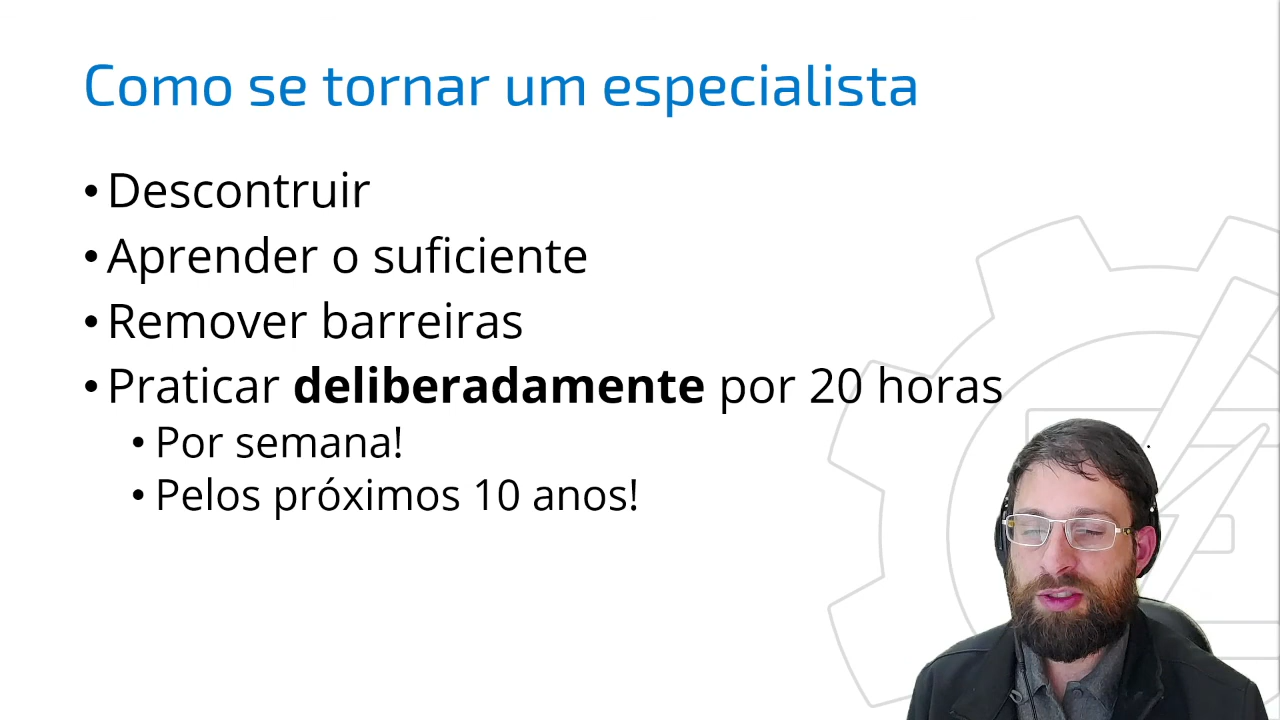 Como se tornar um especialista
• Descontruir
• Aprender o suficiente
• Remover barreiras
• Praticar deliberadamente por 20 horas
• Por semana!
• Pelos próximos 10 anos!